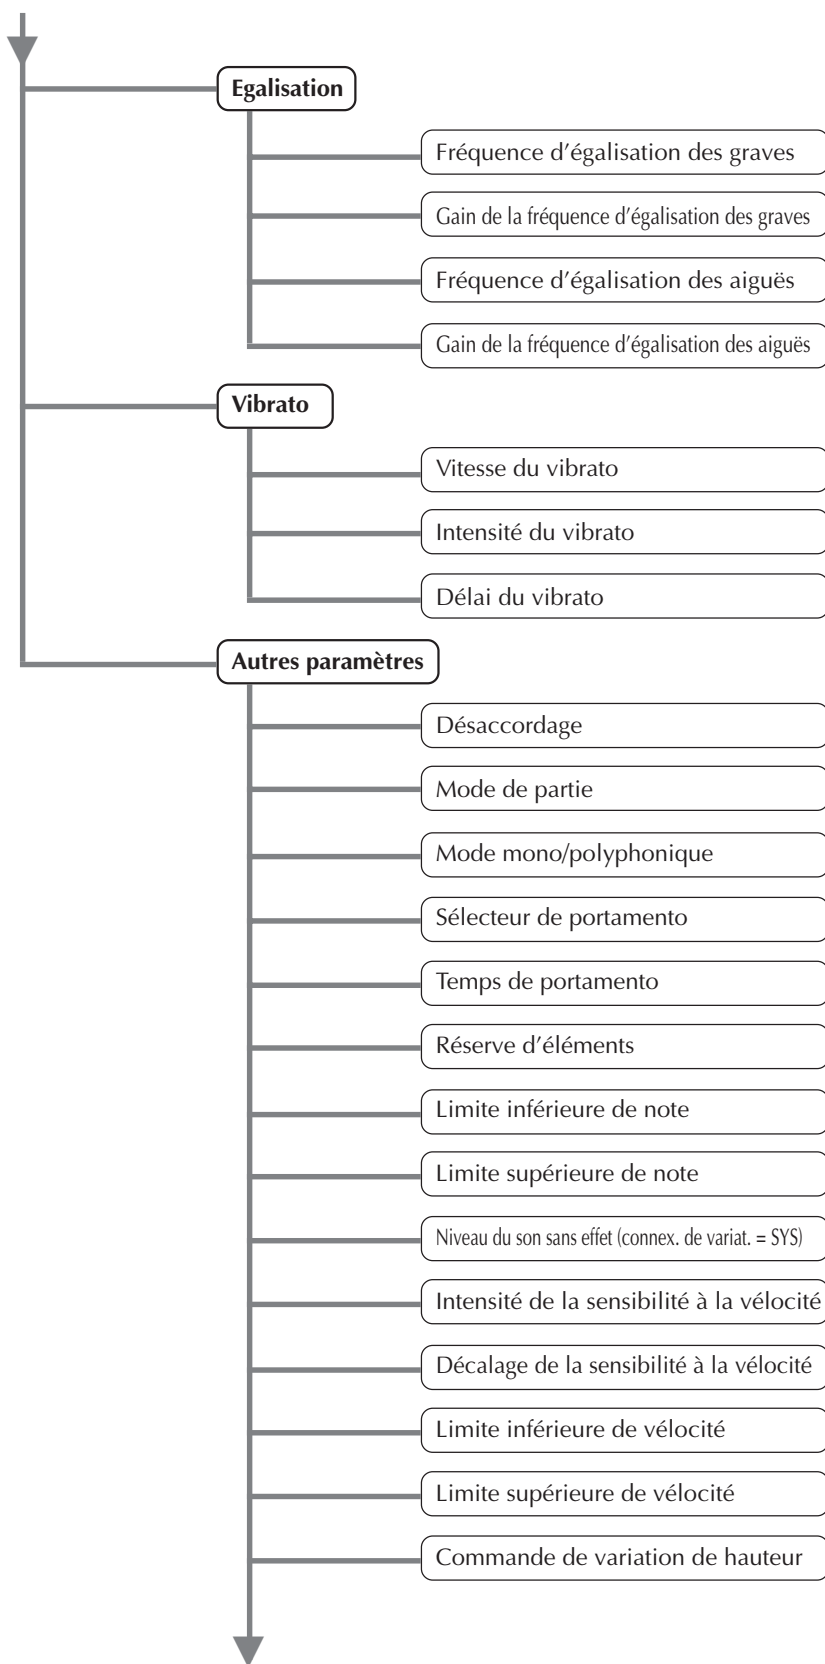 Egalisation
Fréquence d’égalisation des graves
Gain de la fréquence d’égalisation des graves
Fréquence d’égalisation des aiguës
Gain de la fréquence d’égalisation des aiguës
Vibrato
Vitesse du vibrato
Intensité du vibrato
Délai du vibrato
Autres paramètres
Désaccordage
Mode de partie
Mode mono/polyphonique
Sélecteur de portamento
Temps de portamento
Réserve d’éléments
Limite inférieure de note
Limite supérieure de note
Niveau du son sans effet (connex. de variat. = SYS)
Intensité de la sensibilité à la vélocité
Décalage de la sensibilité à la vélocité
Limite inférieure de vélocité
Limite supérieure de vélocité
Commande de variation de hauteur